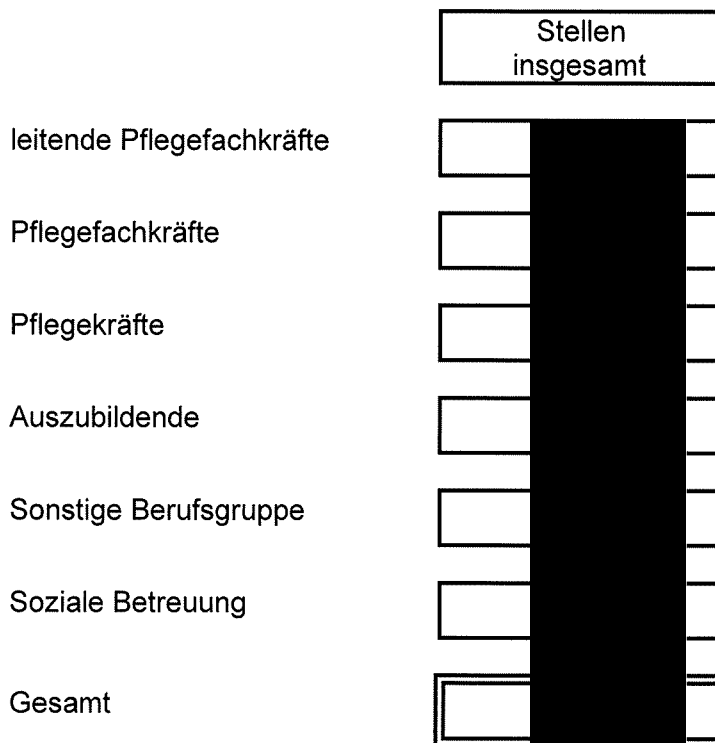 Stellen
insgesamt
leitende Pflegefachkräfte
Pflegefachkräfte
Pflegekräfte
Auszubildende
Sonstige Berufsgruppe
Soziale Betreuung
Gesamt